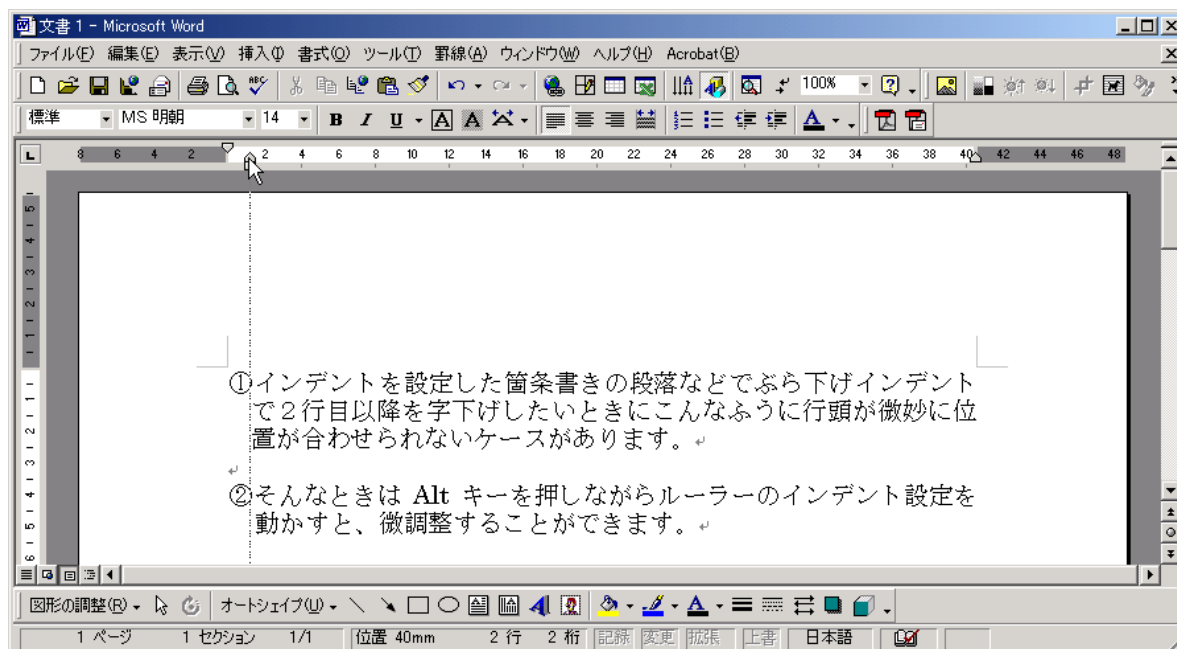 文書 1 - Microsoft Word
ファイル(F) 編集(E) 表示(V) 挿入(I) 書式(O) ツール(T) 罫線(A) ウィンドウ(W) ヘルプ(H) Acrobat(B)
100%
標準 MS 明朝 14 B I U A A A
L 8 6 4 2 2 4 6 8 10 12 14 16 18 20 22 24 26 28 30 32 34 36 38 40 42 44 46 48
①インデントを設定した箇条書きの段落などでぶら下げインデント
で２行目以降を字下げしたいときにこんなふうに行頭が微妙に位
置が合わせられないケースがあります。
②そんなときは Alt キーを押しながらルーラーのインデント設定を
動かすと、微調整することができます。
図形の調整(R) オートシェイプ(U)
1 ページ 1 セクション 1/1 位置 40mm 2 行 2 桁 記録 変更 拡張 上書 日本語